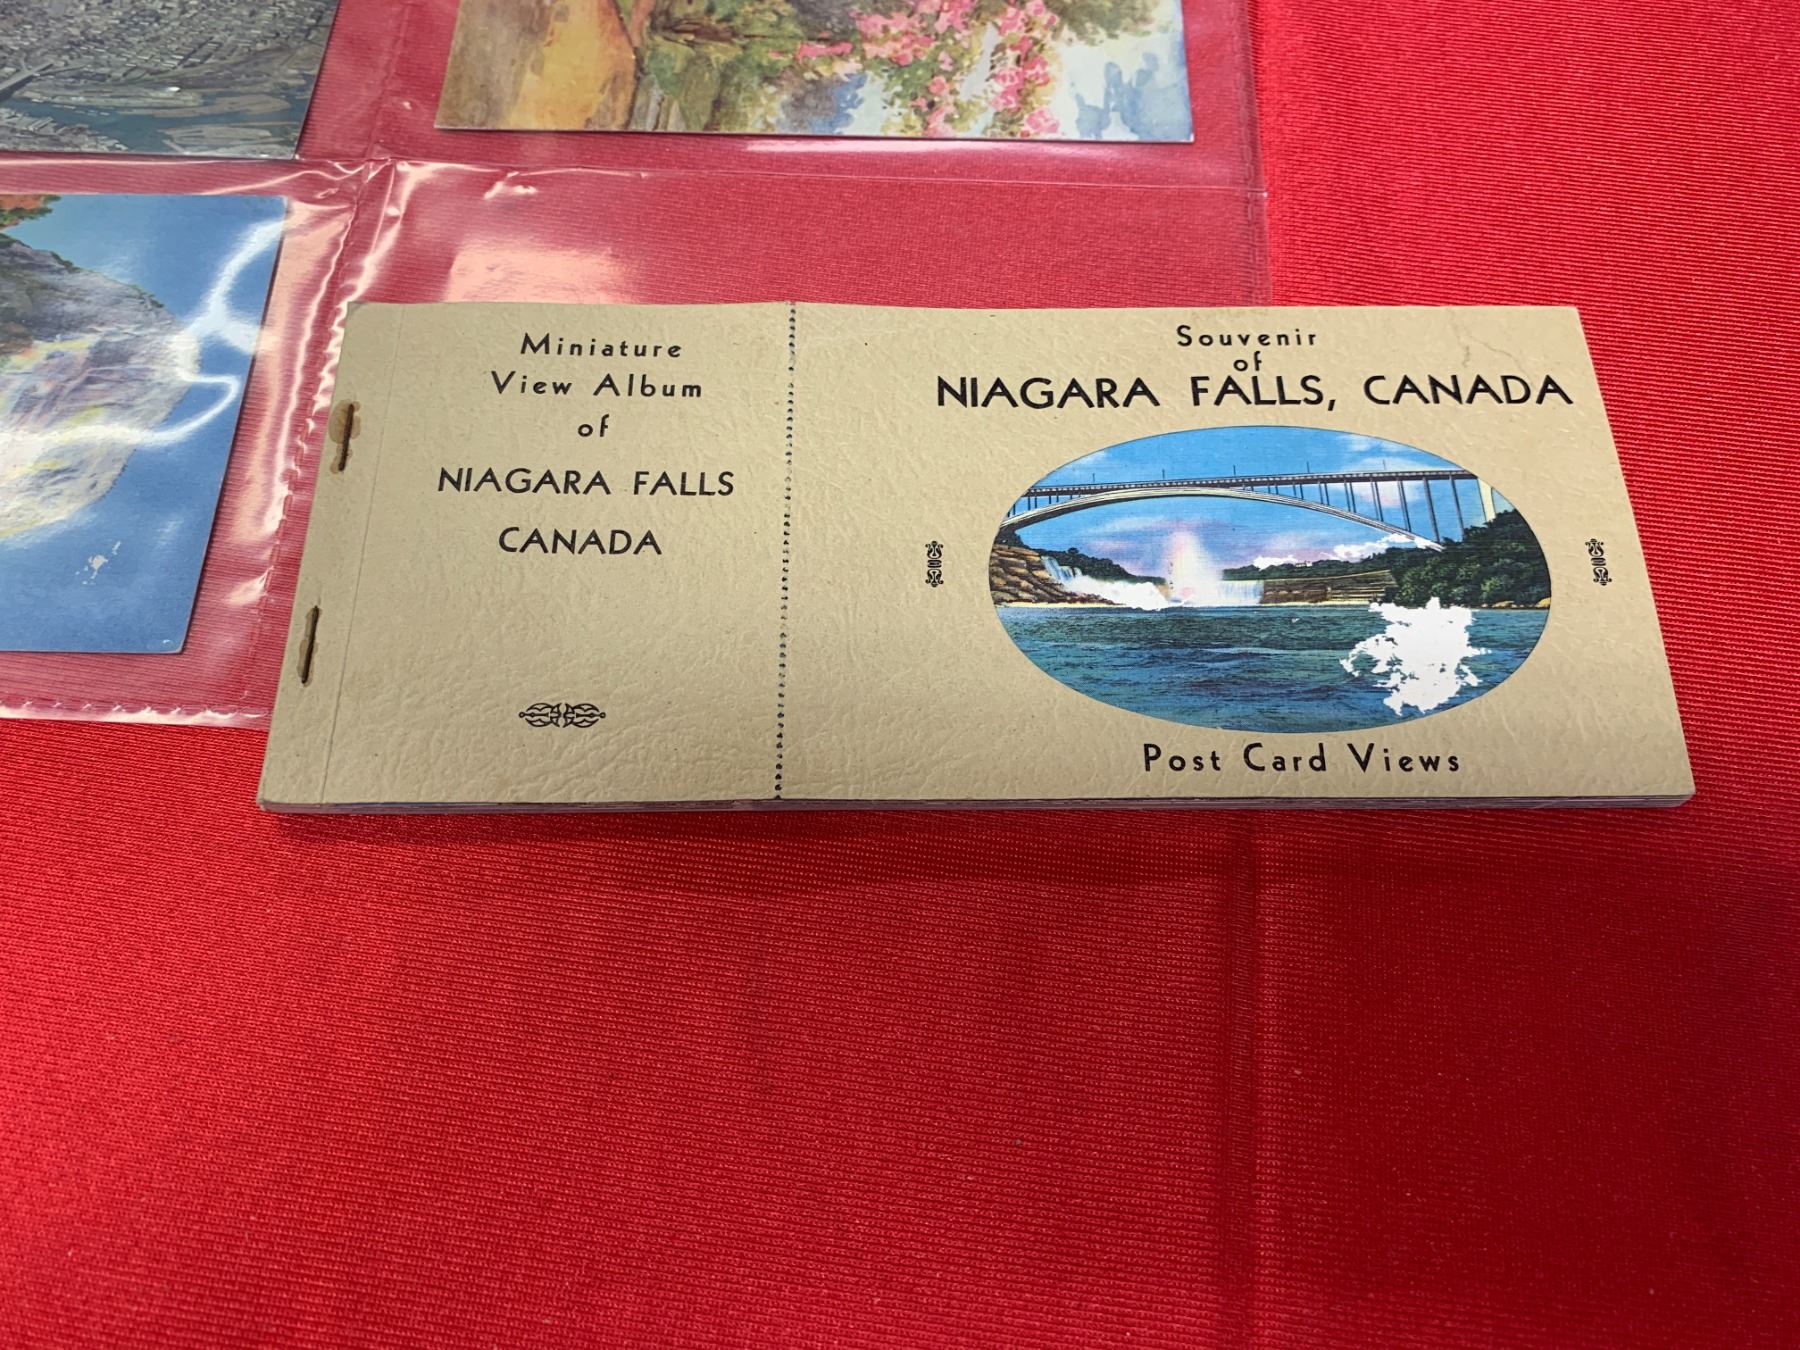 Miniature
View Album
of
NIAGARA FALLS
CANADA
Souvenir
of
NIAGARA FALLS, CANADA
Post Card Views